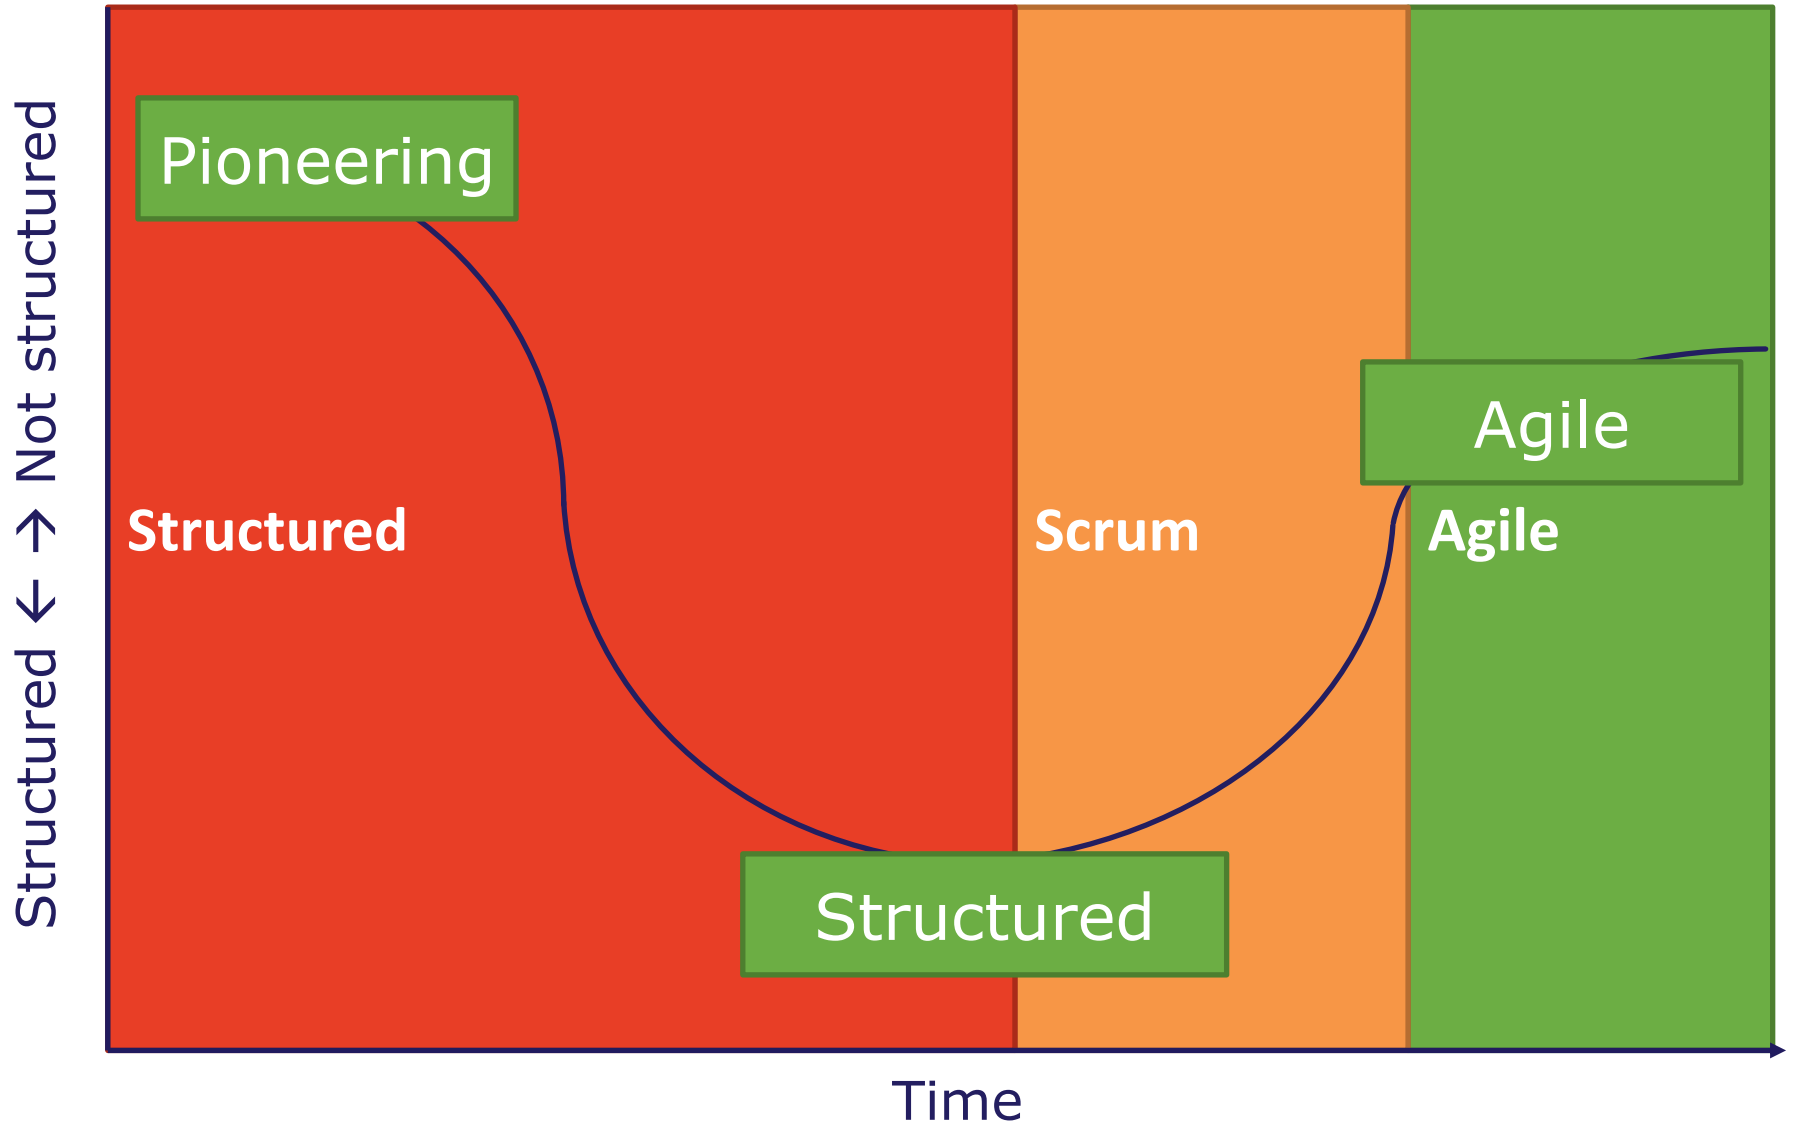 Structured ← → Not structured
Pioneering
Agile
Structured
Scrum
Agile
Structured
Time